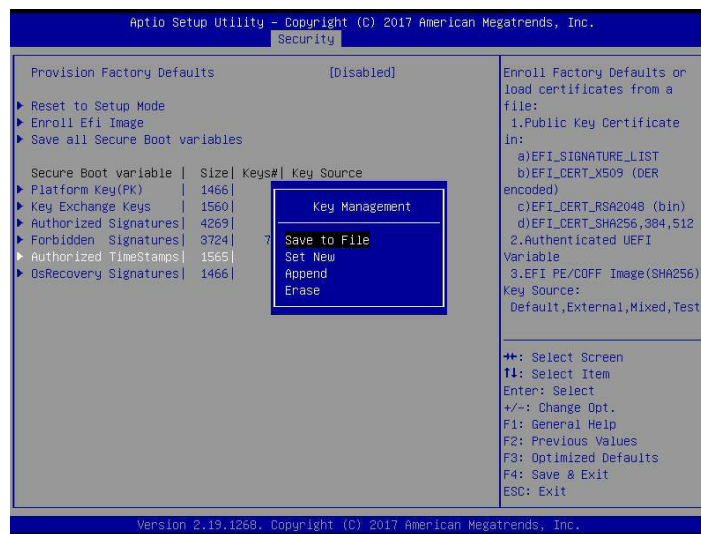 Aptio Setup Utility – Copyright (C) 2017 American Megatrends, Inc.
Security
Provision Factory Defaults [Disabled]
Reset to Setup Mode
Enroll Efi Image
Save all Secure Boot variables
Secure Boot variable | Size| Keys#| Key Source
Platform Key(PK) | 1466|
Key Exchange Keys | 1560|
Authorized Signatures| 4269|
Forbidden Signatures| 3724| 7
Authorized TimeStamps| 1565|
OsRecovery Signatures| 1466|
Key Management
Save to File
Set New
Append
Erase
Enroll Factory Defaults or
load certificates from a
file:
1.Public Key Certificate
in:
a)EFI_SIGNATURE_LIST
b)EFI_CERT_X509 (DER
encoded)
c)EFI_CERT_RSA2048 (bin)
d)EFI_CERT_SHA256,384,512
2.Authenticated UEFI
Variable
3.EFI PE/COFF Image(SHA256)
Key Source:
Default,External,Mixed,Test
→←: Select Screen
↑↓: Select Item
Enter: Select
+/-: Change Opt.
F1: General Help
F2: Previous Values
F3: Optimized Defaults
F4: Save & Exit
ESC: Exit
Version 2.19.1268. Copyright (C) 2017 American Megatrends, Inc.